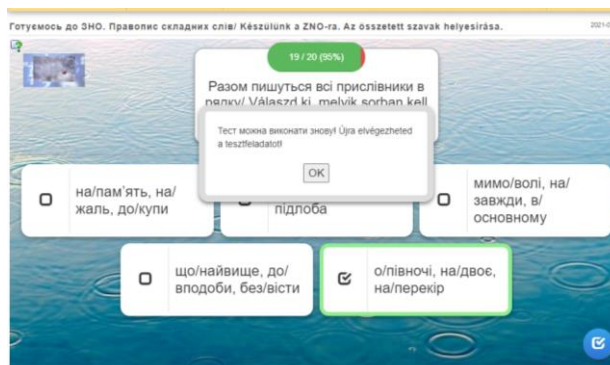 Готуємось до ЗНО. Правопис складних слів/ Készülünk a ZNO-ra. Az összetett szavak helyesírása.
19 / 20 (95%)
Разом пишуться всі прислівники в
рядку/ Válaszd ki, melyik sorban kell
Тест можна виконати знову! Újra elvégezheted
a tesztfeladatot!
OK
на/пам’ять, на/
жаль, до/купи
підлоба
мимо/волі, на/
завжди, в/
основному
що/найвище, до/
вподоби, без/вісти
о/півночі, на/двоє,
на/перекір